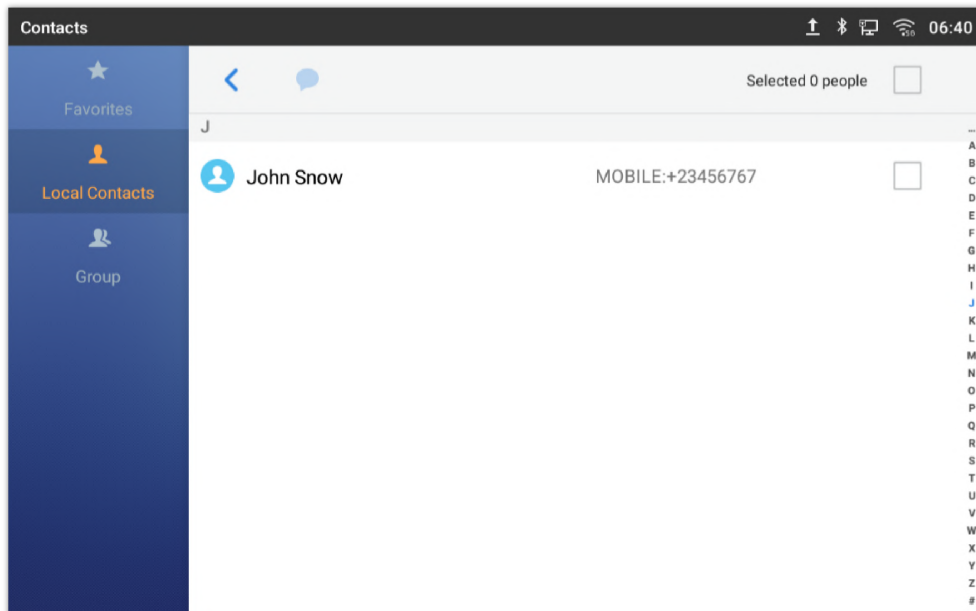 Contacts
06:40
Favorites
Local Contacts
Group
Selected 0 people
J
John Snow
MOBILE:+23456767
...
A
B
C
D
E
F
G
H
I
J
K
L
M
N
O
P
Q
R
S
T
U
V
W
X
Y
Z
#